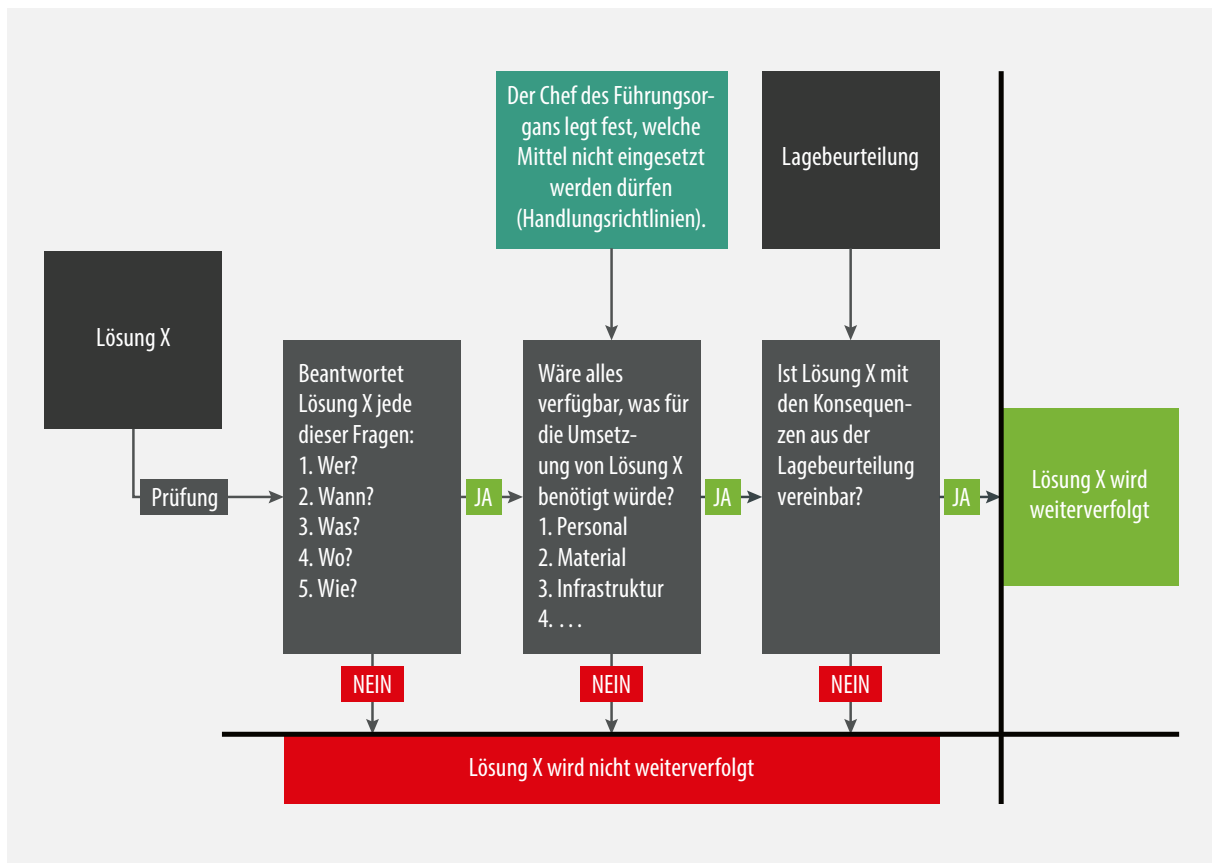 Der Chef des Führungsor-
gans legt fest, welche
Mittel nicht eingesetzt
werden dürfen
(Handlungsrichtlinien).
Lagebeurteilung
Lösung X
Prüfung
Beantwortet
Lösung X jede
dieser Fragen:
1. Wer?
2. Wann?
3. Was?
4. Wo?
5. Wie?
JA
Wäre alles
verfügbar, was für
die Umsetz-
ung von Lösung X
benötigt würde?
1. Personal
2. Material
3. Infrastruktur
4. . . .
JA
Ist Lösung X mit
den Konsequen-
zen aus der
Lagebeurteilung
vereinbar?
JA
Lösung X wird
weiterverfolgt
NEIN
NEIN
NEIN
Lösung X wird nicht weiterverfolgt